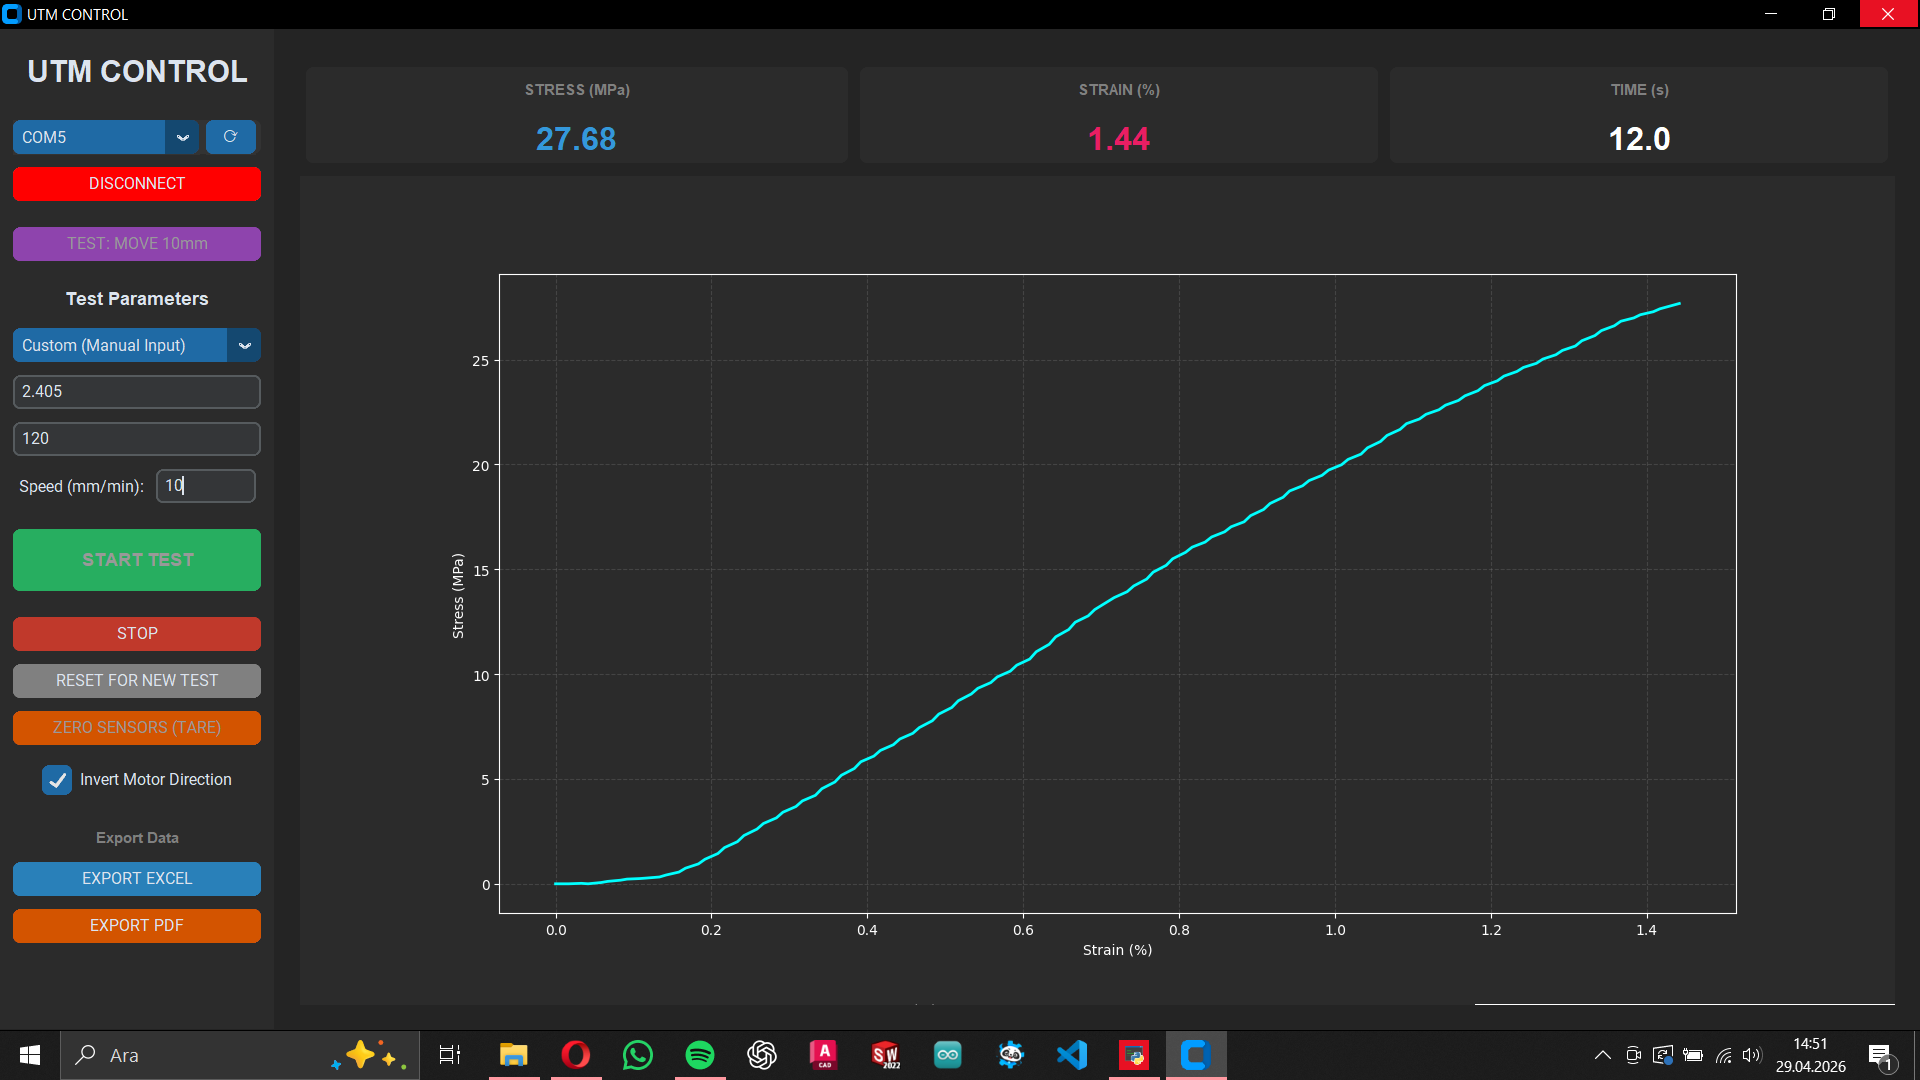 UTM CONTROL
UTM CONTROL
COM5
DISCONNECT
TEST: MOVE 10mm
Test Parameters
Custom (Manual Input)
2.405
120
Speed (mm/min): 10
START TEST
STOP
RESET FOR NEW TEST
ZERO SENSORS (TARE)
Invert Motor Direction
Export Data
EXPORT EXCEL
EXPORT PDF
STRESS (MPa)
27.68
STRAIN (%)
1.44
TIME (s)
12.0
25
20
15
10
5
0
Stress (MPa)
0.0 0.2 0.4 0.6 0.8 1.0 1.2 1.4
Strain (%)
Ara
A
CAD
SW
2022
14:51
29.04.2026
1